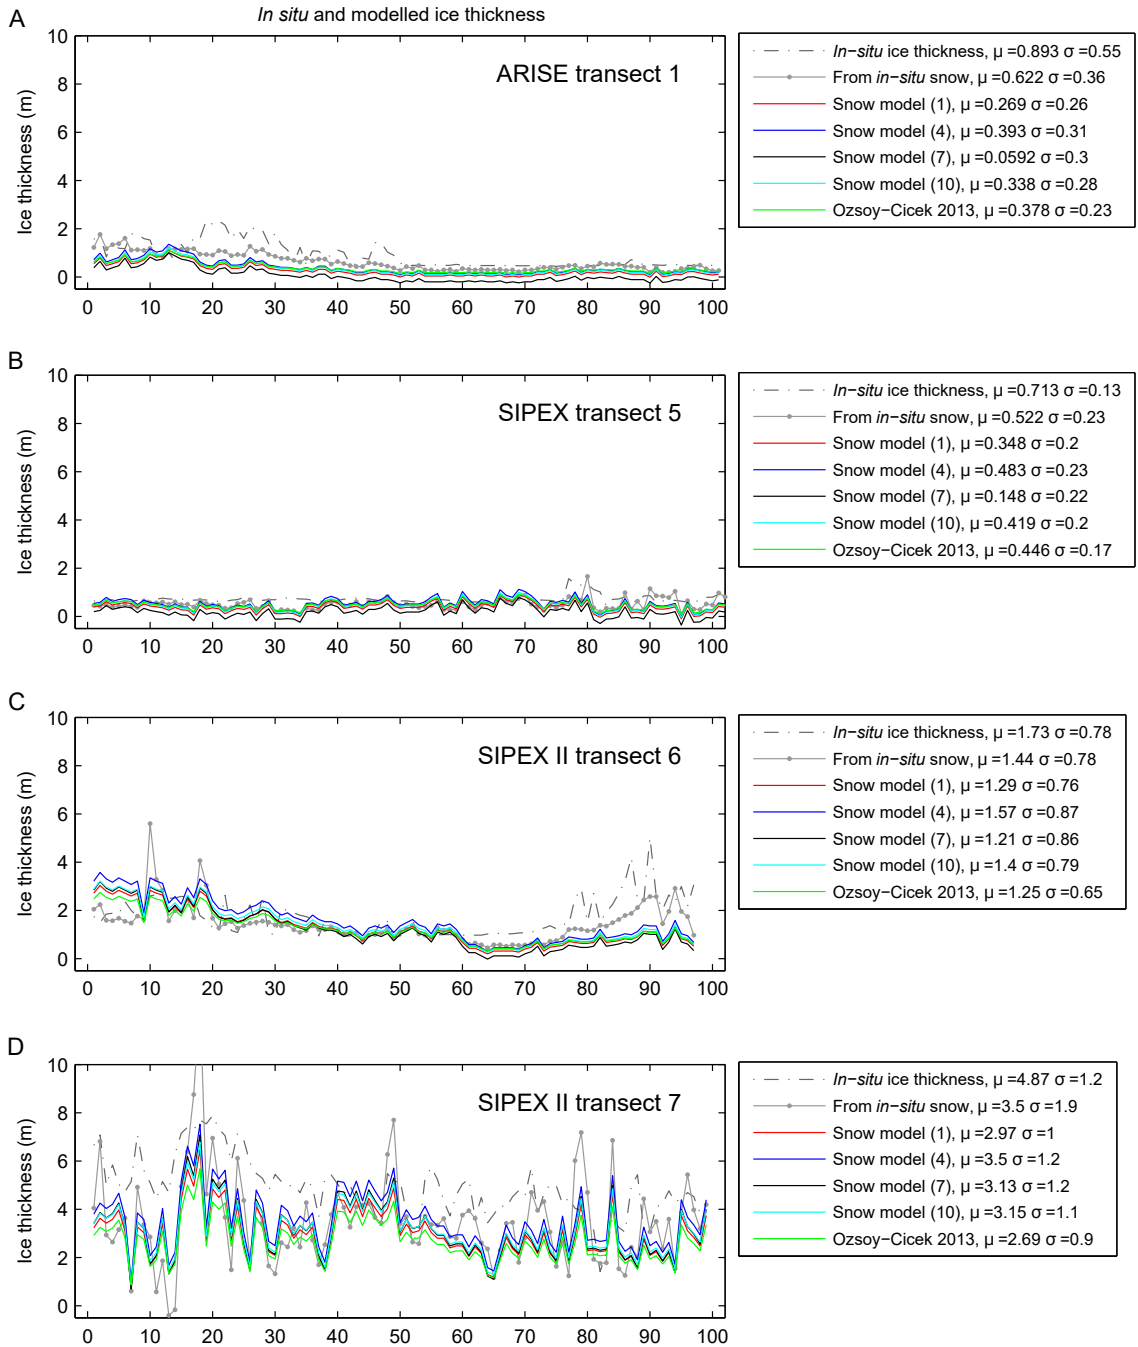 A
In situ and modelled ice thickness
10
8
6
4
2
0
Ice thickness (m)
ARISE transect 1
0 10 20 30 40 50 60 70 80 90 100
In−situ ice thickness, μ =0.893 σ =0.55
From in−situ snow, μ =0.622 σ =0.36
Snow model (1), μ =0.269 σ =0.26
Snow model (4), μ =0.393 σ =0.31
Snow model (7), μ =0.0592 σ =0.3
Snow model (10), μ =0.338 σ =0.28
Ozsoy−Cicek 2013, μ =0.378 σ =0.23
B
10
8
6
4
2
0
Ice thickness (m)
SIPEX transect 5
0 10 20 30 40 50 60 70 80 90 100
In−situ ice thickness, μ =0.713 σ =0.13
From in−situ snow, μ =0.522 σ =0.23
Snow model (1), μ =0.348 σ =0.2
Snow model (4), μ =0.483 σ =0.23
Snow model (7), μ =0.148 σ =0.22
Snow model (10), μ =0.419 σ =0.2
Ozsoy−Cicek 2013, μ =0.446 σ =0.17
C
10
8
6
4
2
0
Ice thickness (m)
SIPEX II transect 6
0 10 20 30 40 50 60 70 80 90 100
In−situ ice thickness, μ =1.73 σ =0.78
From in−situ snow, μ =1.44 σ =0.78
Snow model (1), μ =1.29 σ =0.76
Snow model (4), μ =1.57 σ =0.87
Snow model (7), μ =1.21 σ =0.86
Snow model (10), μ =1.4 σ =0.79
Ozsoy−Cicek 2013, μ =1.25 σ =0.65
D
10
8
6
4
2
0
Ice thickness (m)
SIPEX II transect 7
0 10 20 30 40 50 60 70 80 90 100
In−situ ice thickness, μ =4.87 σ =1.2
From in−situ snow, μ =3.5 σ =1.9
Snow model (1), μ =2.97 σ =1
Snow model (4), μ =3.5 σ =1.2
Snow model (7), μ =3.13 σ =1.2
Snow model (10), μ =3.15 σ =1.1
Ozsoy−Cicek 2013, μ =2.69 σ =0.9